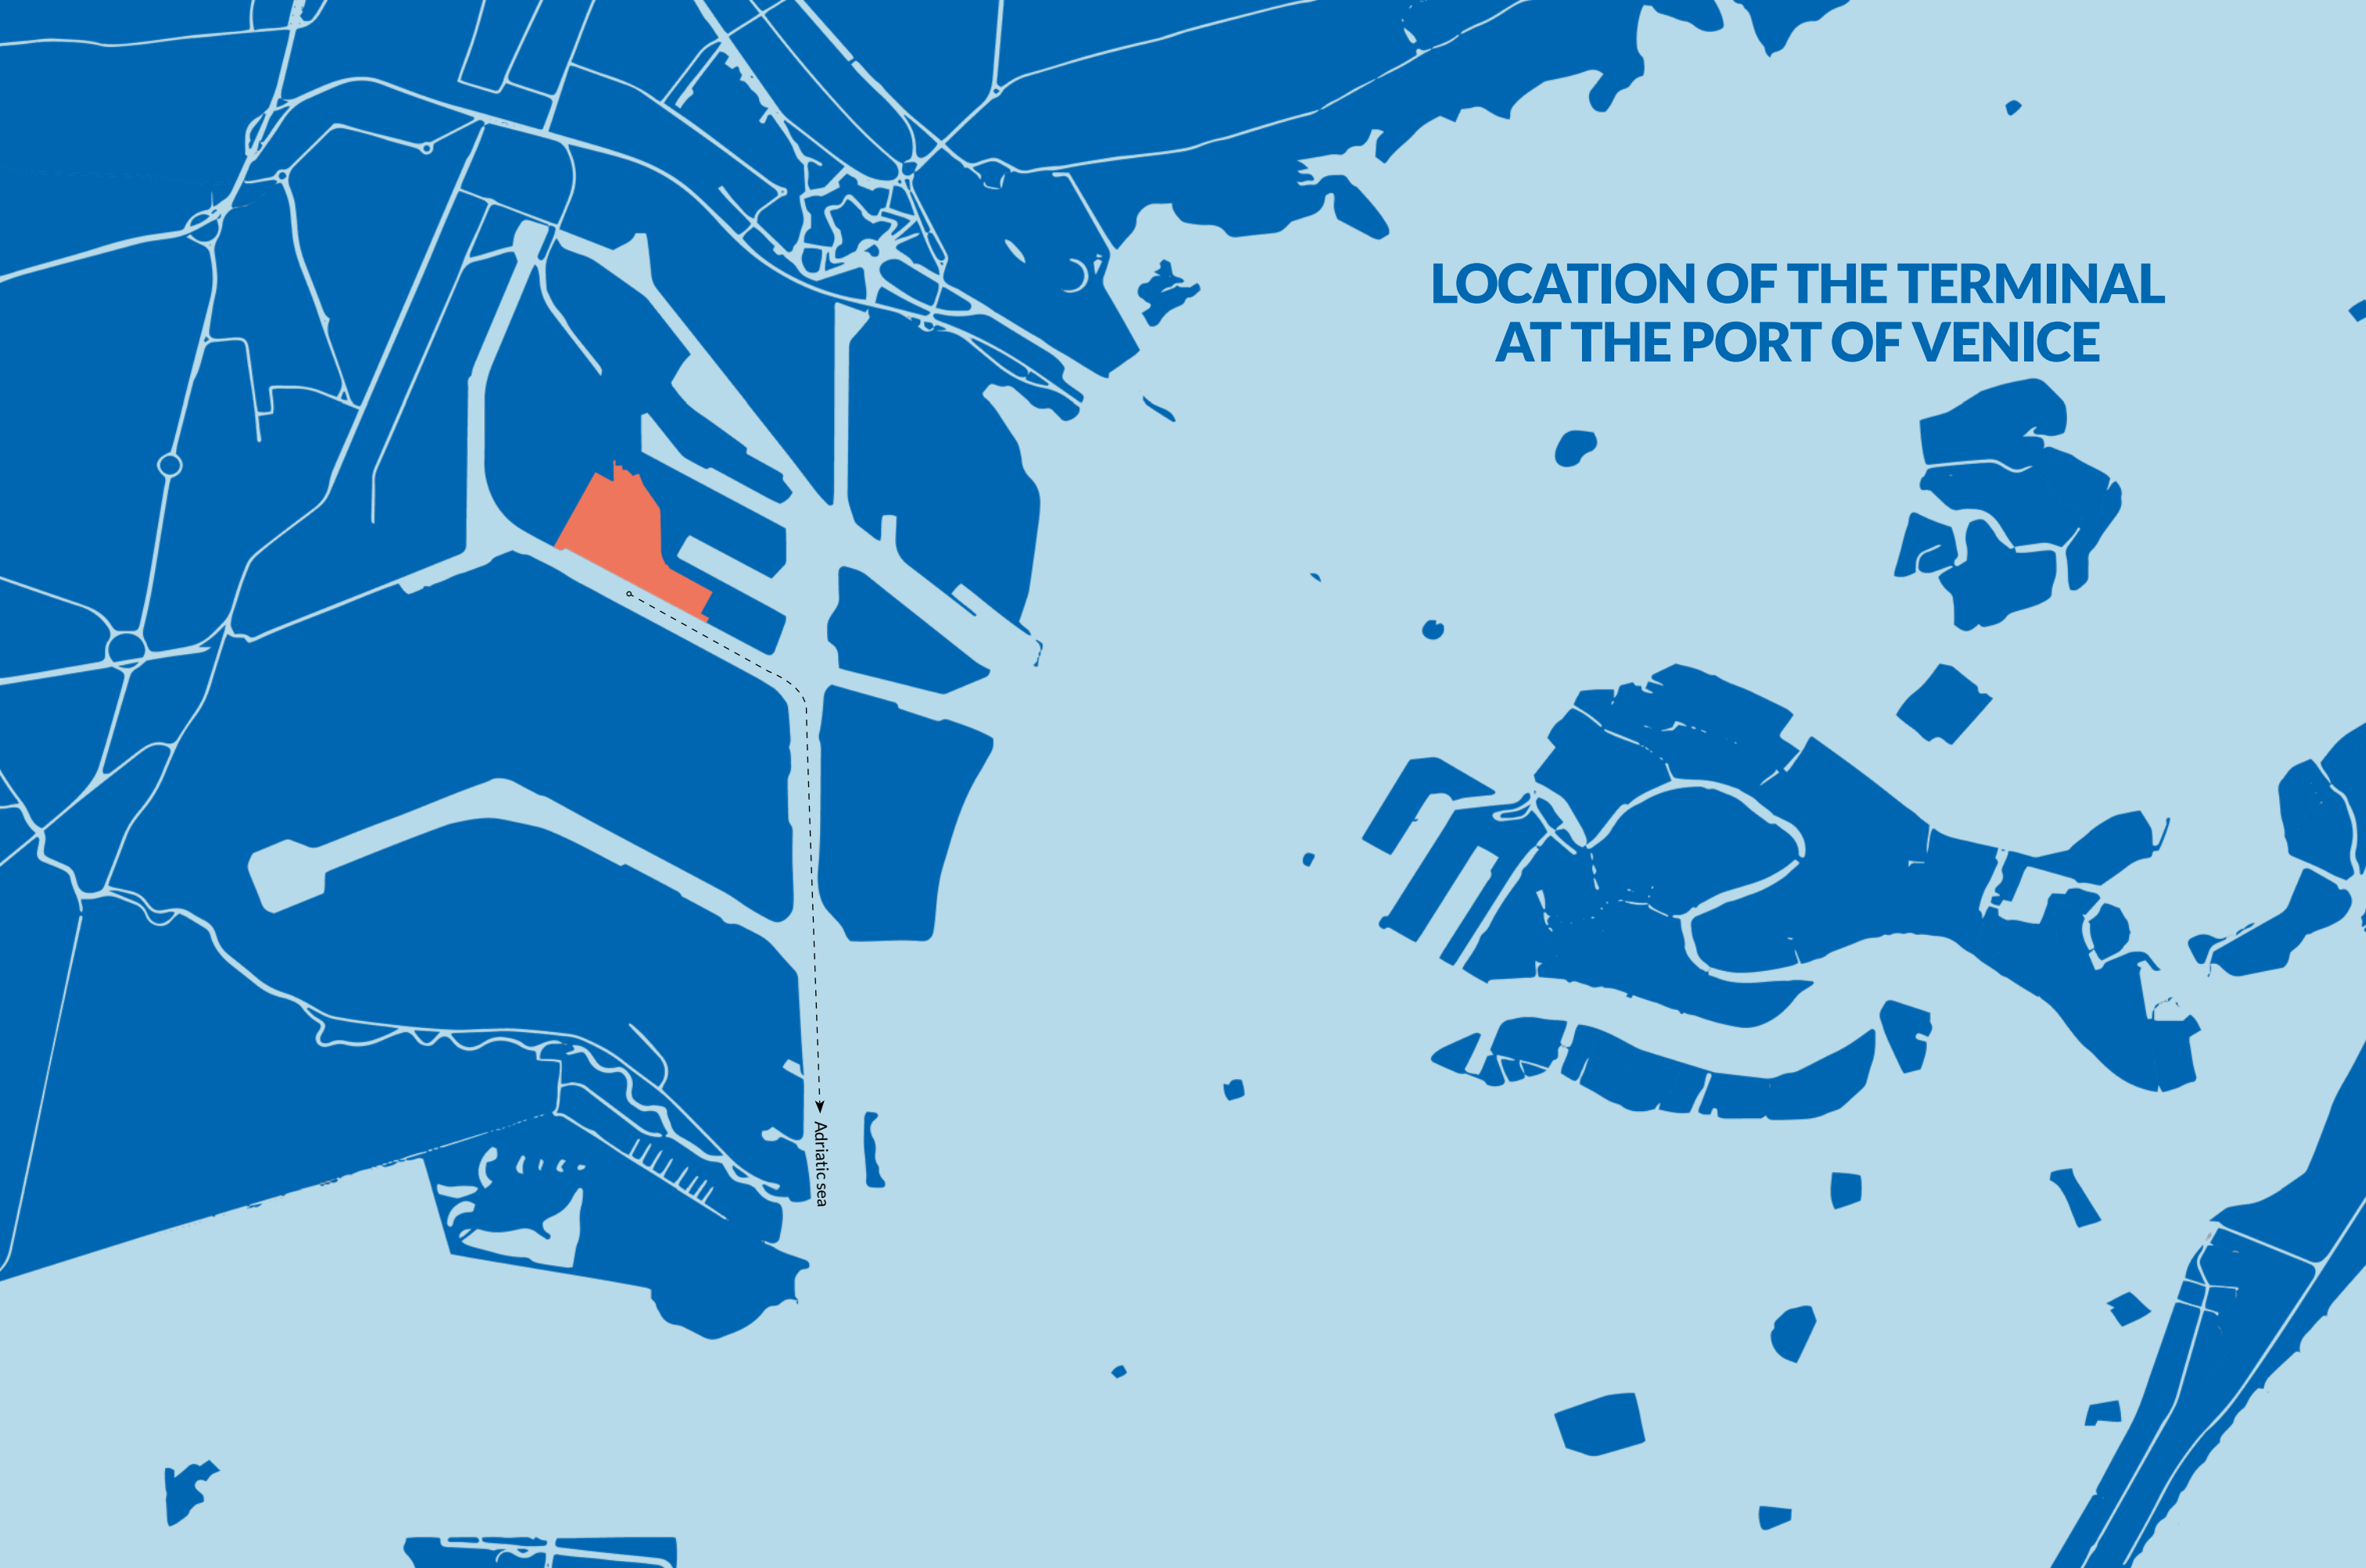 LOCATION OF THE TERMINAL
AT THE PORT OF VENICE
Adriatic sea